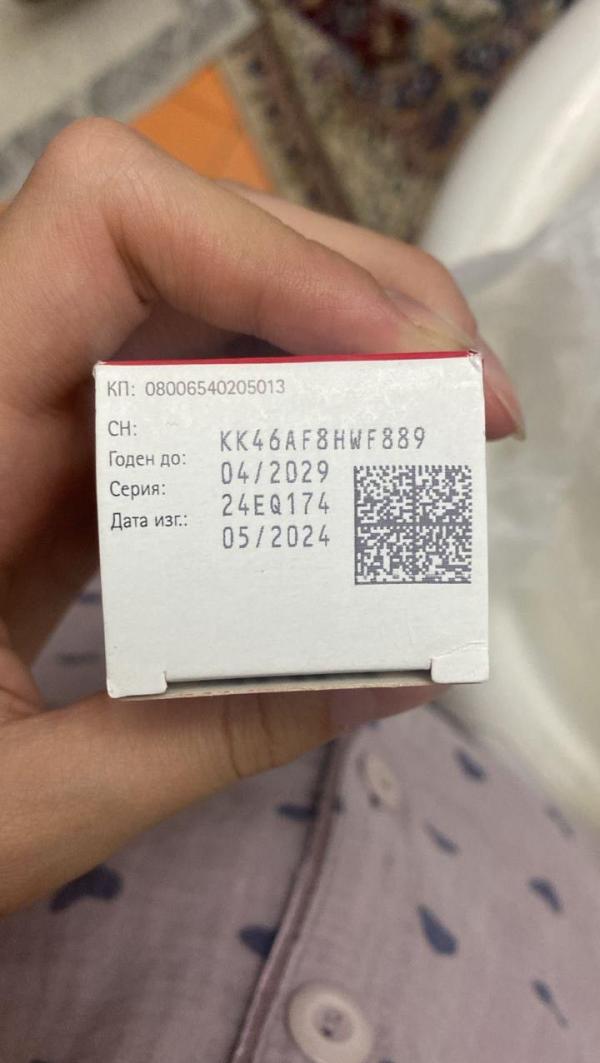 КП: 08006540205013
СН: KK46AF8HWF889
Годен до: 04/2029
Серия: 24EQ174
Дата изг.: 05/2024